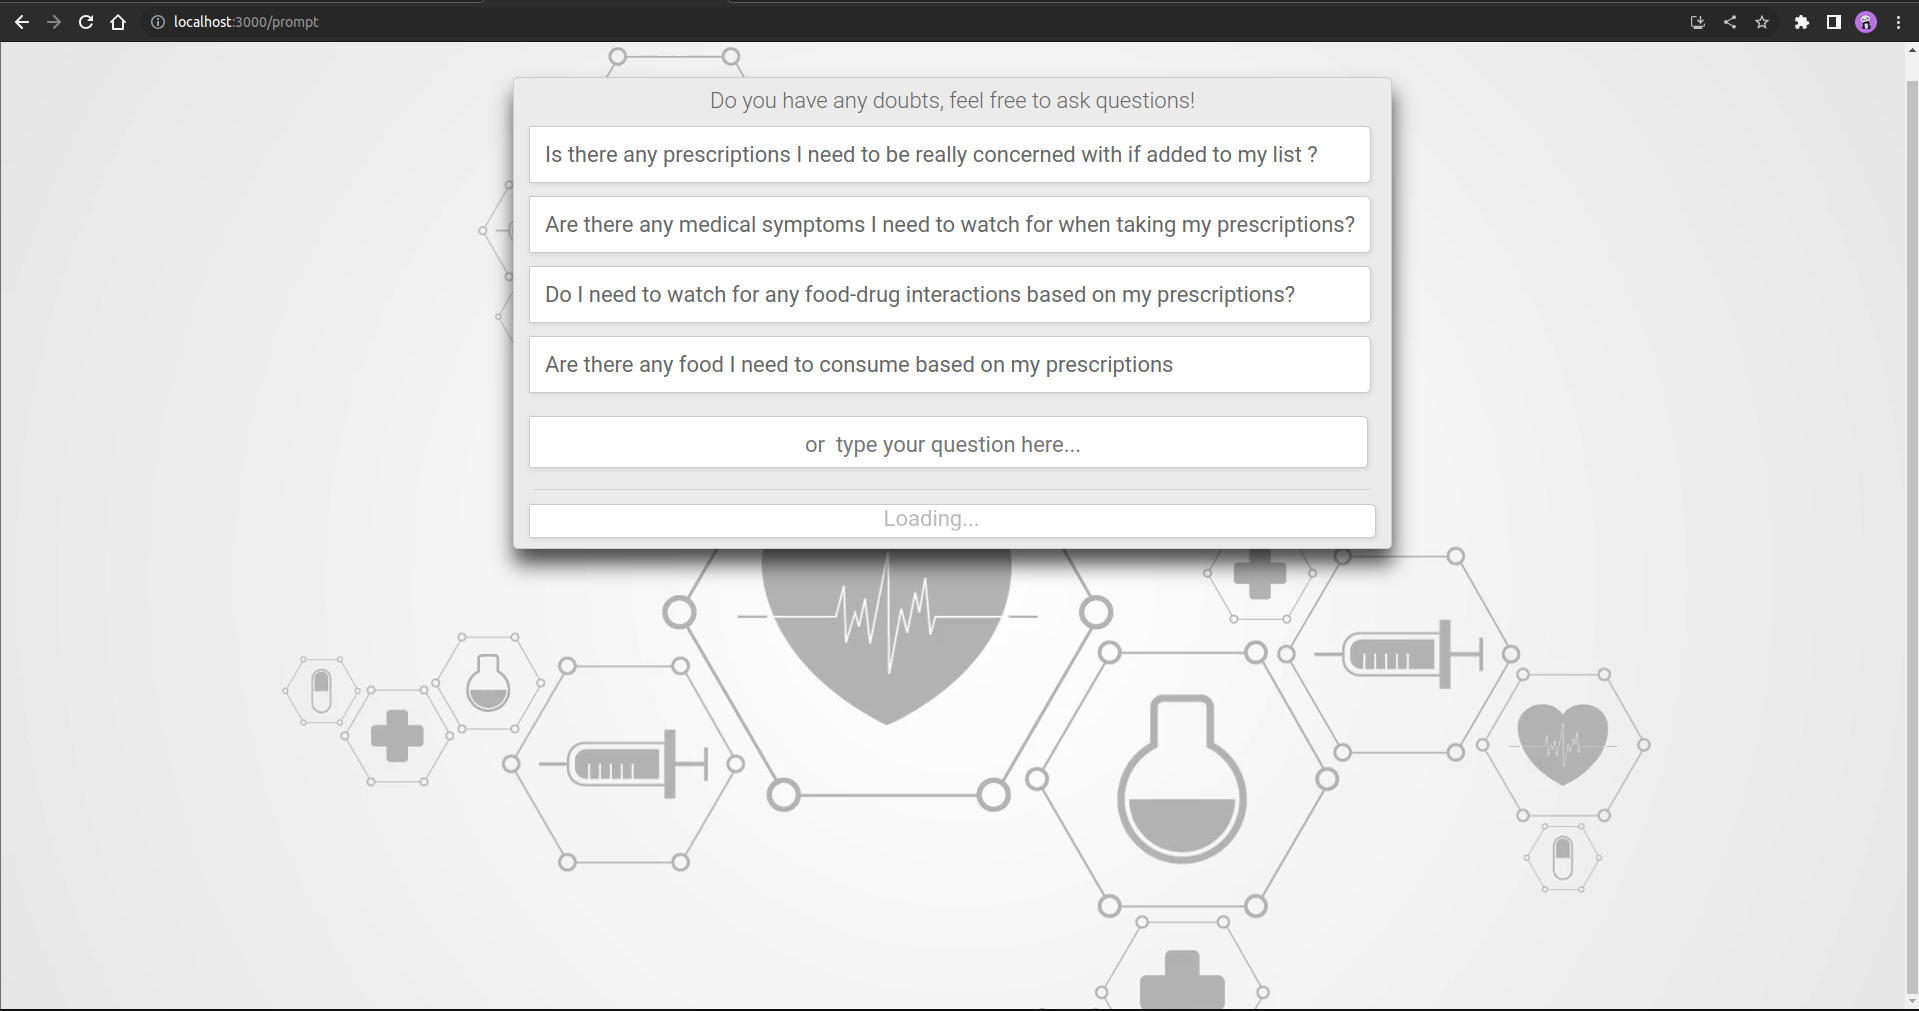 localhost:3000/prompt
Do you have any doubts, feel free to ask questions!
Is there any prescriptions I need to be really concerned with if added to my list ?
Are there any medical symptoms I need to watch for when taking my prescriptions?
Do I need to watch for any food-drug interactions based on my prescriptions?
Are there any food I need to consume based on my prescriptions
or  type your question here...
Loading...